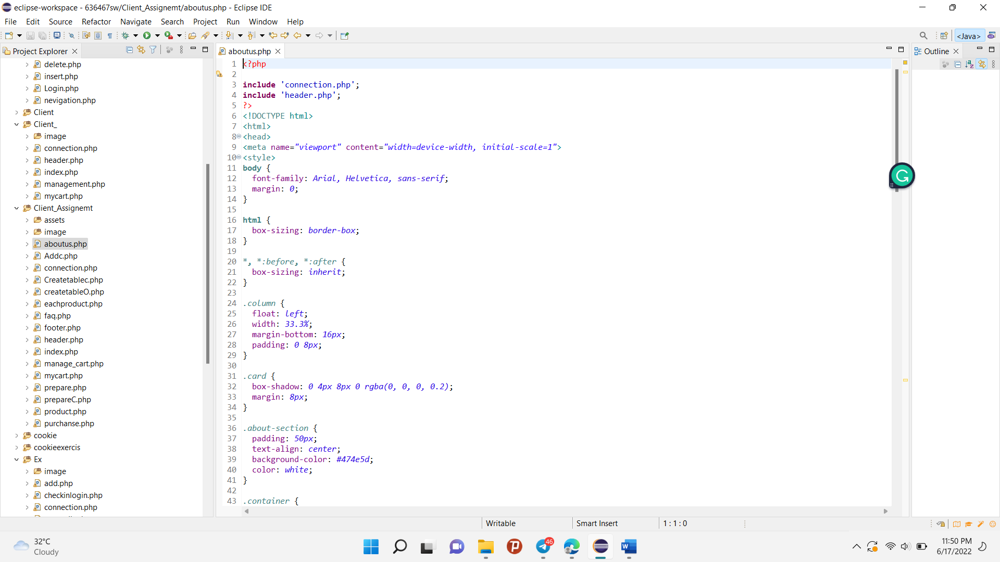 eclipse-workspace - 636467sw/Client_Assignemt/aboutus.php - Eclipse IDE
File Edit Source Refactor Navigate Search Project Run Window Help
<Java>
Project Explorer
delete.php
insert.php
Login.php
nevigation.php
Client
Client_
image
connection.php
header.php
index.php
management.php
mycart.php
Client_Assignemt
assets
image
aboutus.php
Addc.php
connection.php
Createtablec.php
createtableO.php
eachproduct.php
faq.php
footer.php
header.php
index.php
manage_cart.php
mycart.php
prepare.php
prepareC.php
product.php
purchanse.php
cookie
cookieexercis
Ex
image
add.php
checkinlogin.php
connection.php
aboutus.php
1 <?php
2
3 include 'connection.php';
4 include 'header.php';
5 ?>
6 <!DOCTYPE html>
7 <html>
8 <head>
9 <meta name="viewport" content="width=device-width, initial-scale=1">
10 <style>
11 body {
12   font-family: Arial, Helvetica, sans-serif;
13   margin: 0;
14 }
15
16 html {
17   box-sizing: border-box;
18 }
19
20 *, *:before, *:after {
21   box-sizing: inherit;
22 }
23
24 .column {
25   float: left;
26   width: 33.3%;
27   margin-bottom: 16px;
28   padding: 0 8px;
29 }
30
31 .card {
32   box-shadow: 0 4px 8px 0 rgba(0, 0, 0, 0.2);
33   margin: 8px;
34 }
35
36 .about-section {
37   padding: 50px;
38   text-align: center;
39   background-color: #474e5d;
40   color: white;
41 }
42
43 .container {
Outline
Writable Smart Insert 1 : 1 : 0
32°C
Cloudy
46
11:50 PM
6/17/2022